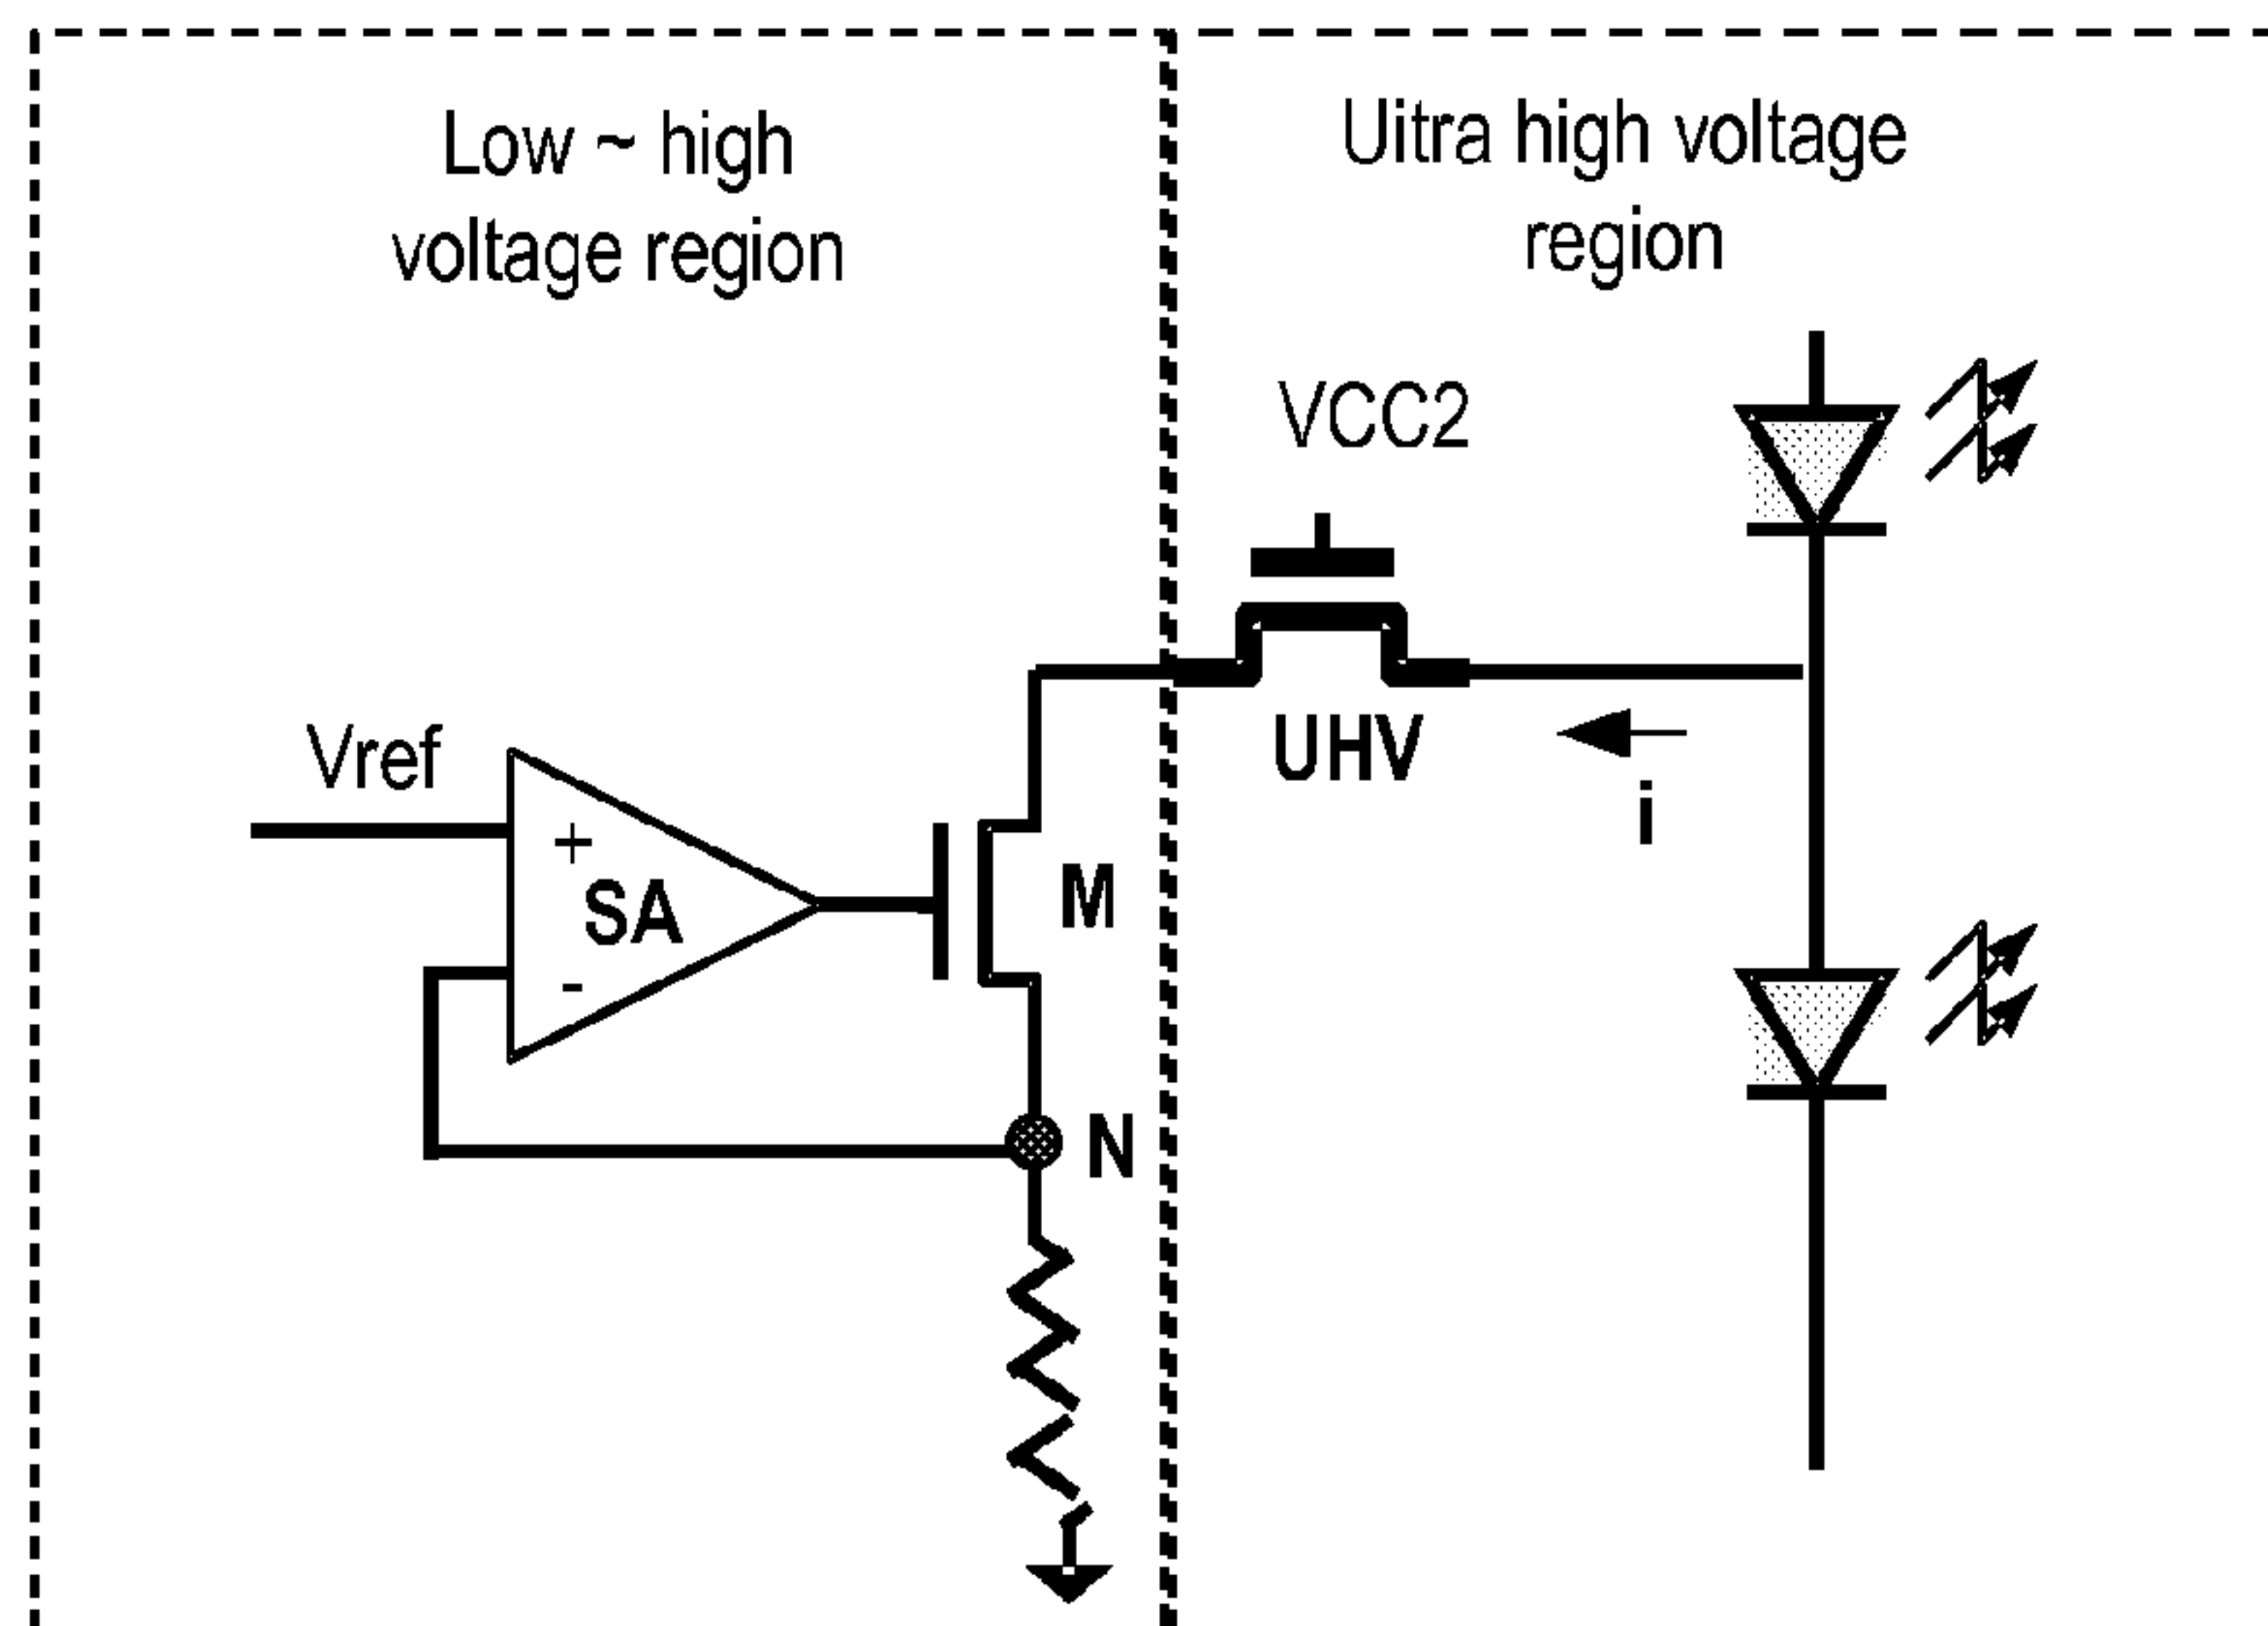 Low ~ high
voltage region
Uitra high voltage
region
VCC2
UHV
i
Vref
+
SA
-
M
N